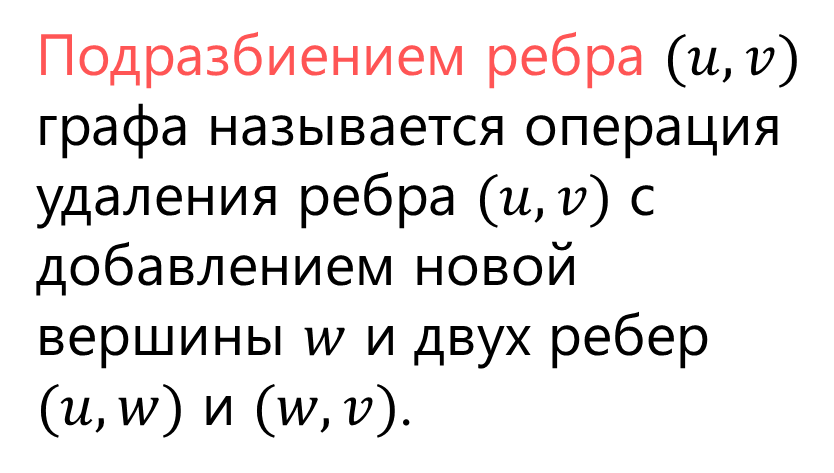 Подразбиением ребра (u, v)
графа называется операция
удаления ребра (u, v) с
добавлением новой
вершины w и двух ребер
(u, w) и (w, v).